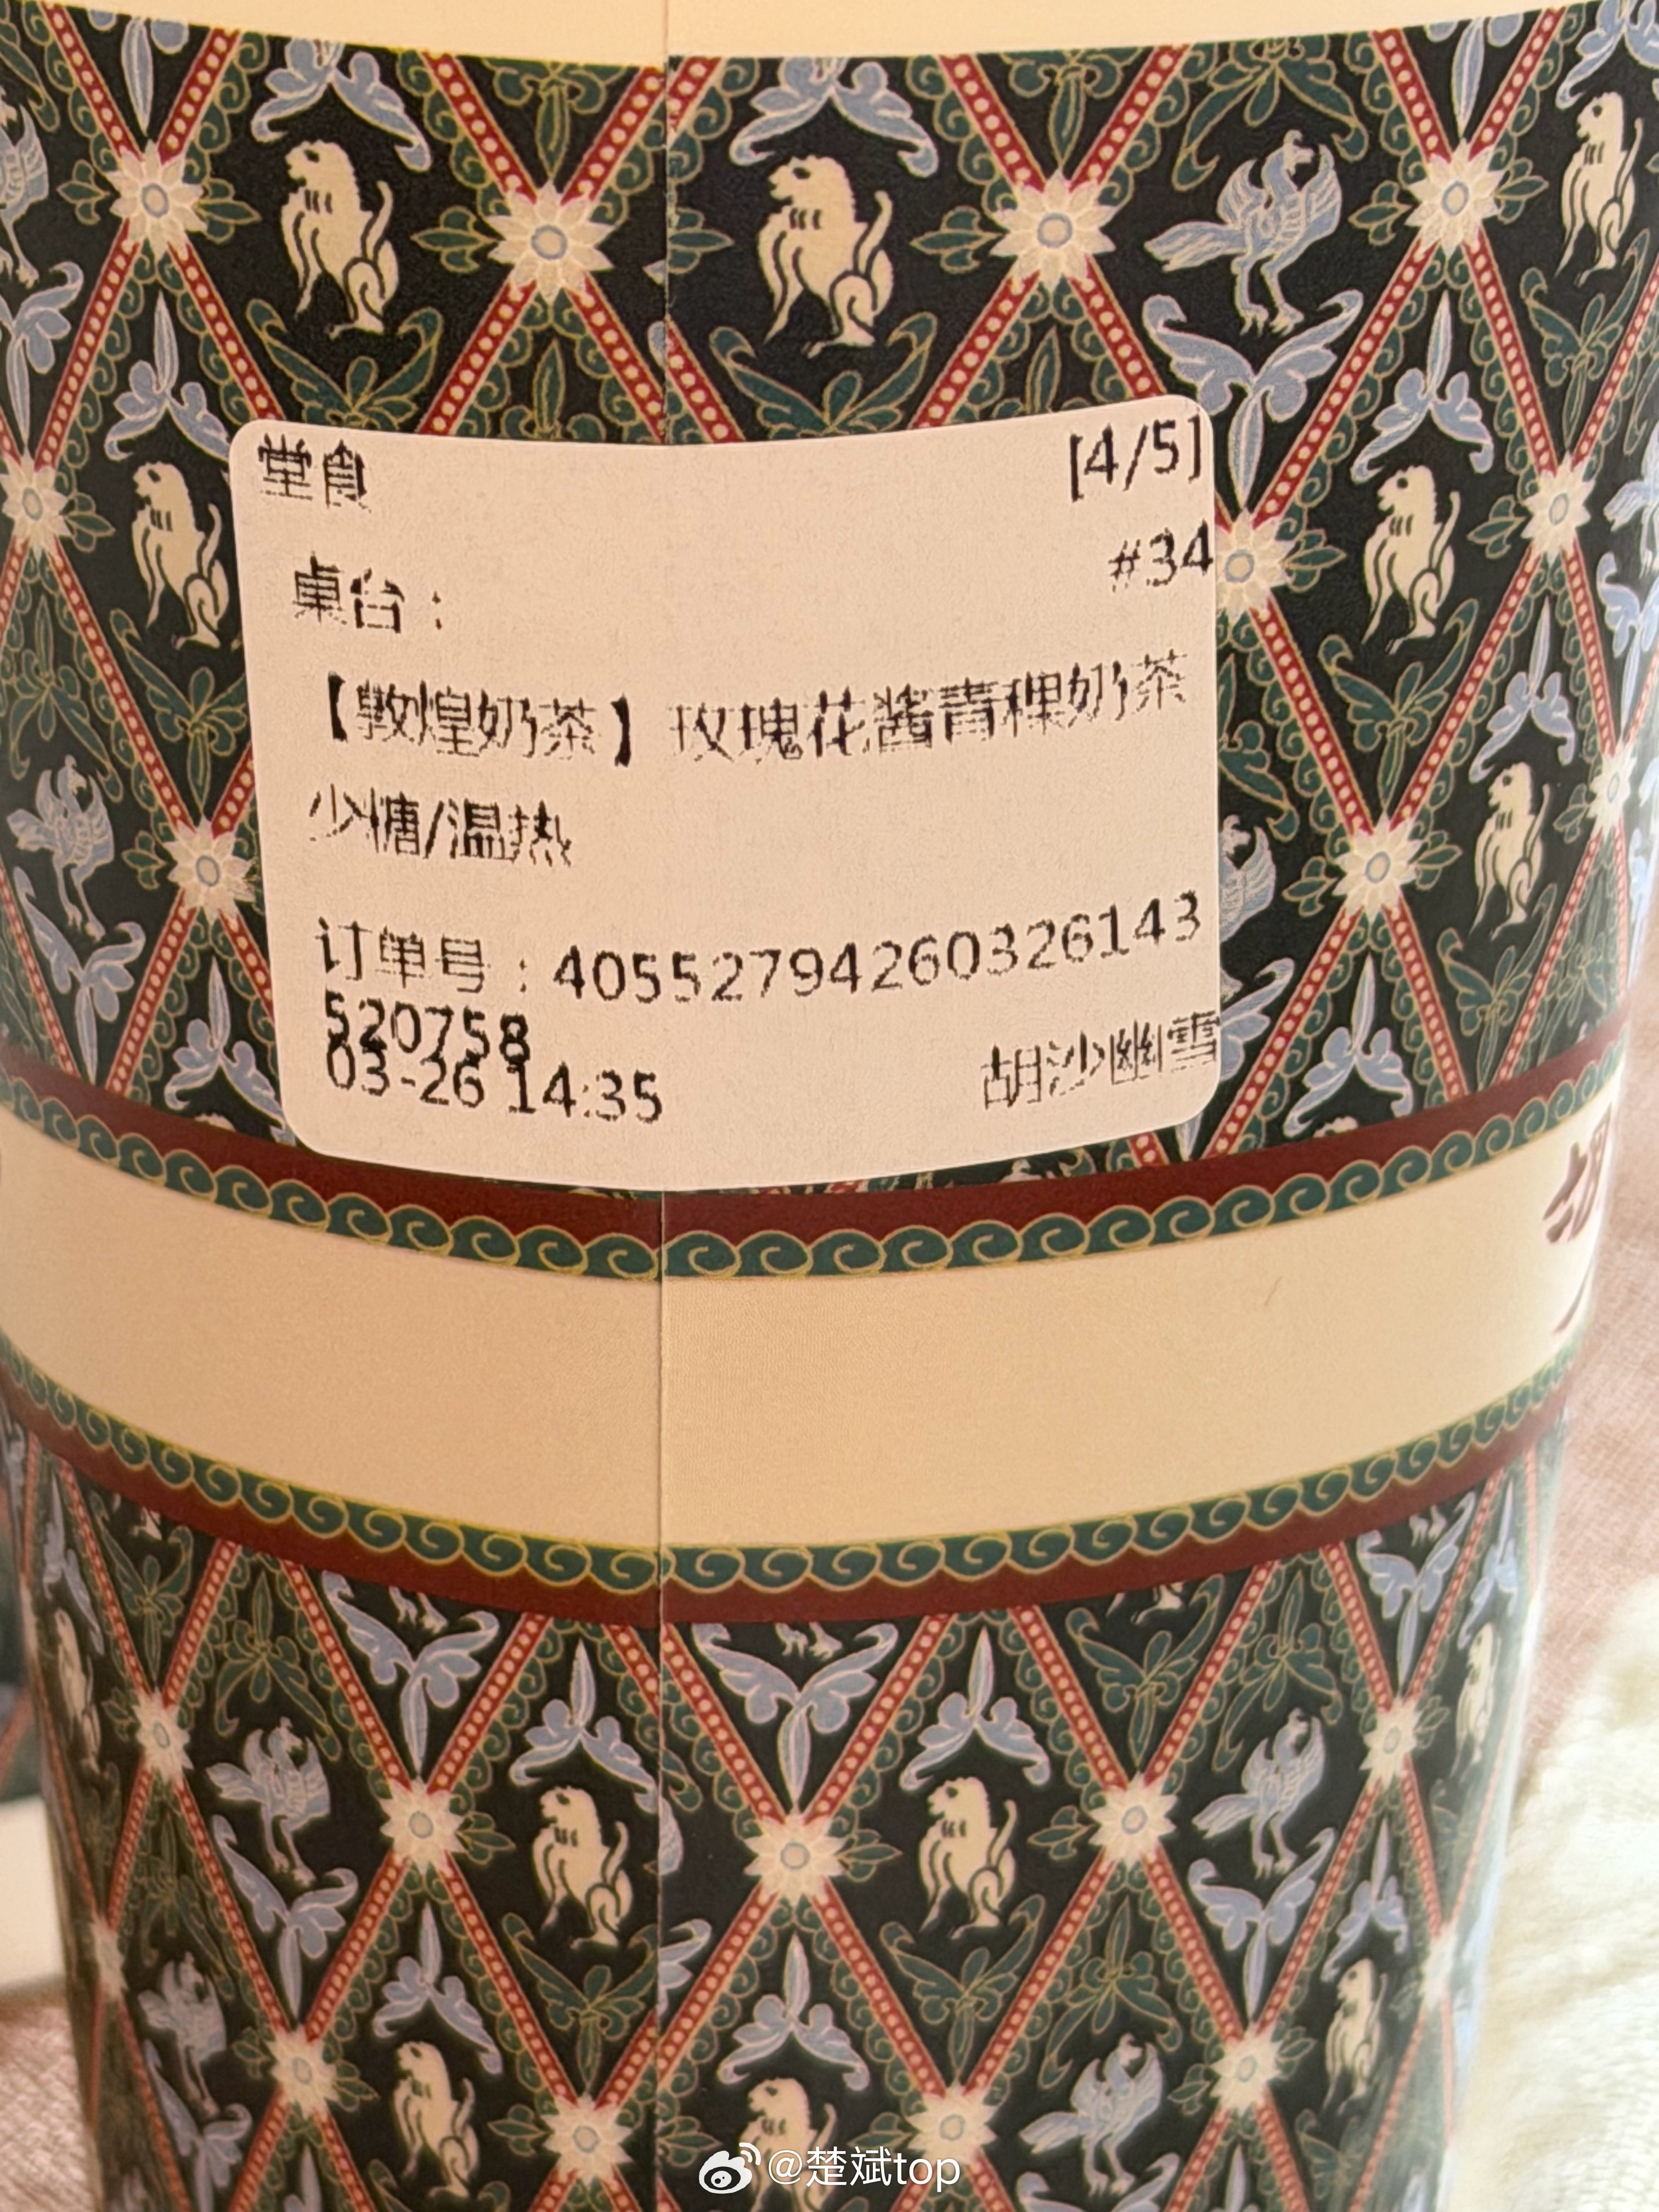 堂食
[4/5]
#34
桌台：
【敦煌奶茶】玫瑰花酱青稞奶茶
少糖/温热
订单号：40552794260326143
520758
03-26 14:35
胡沙幽雪
胡
@楚斌top